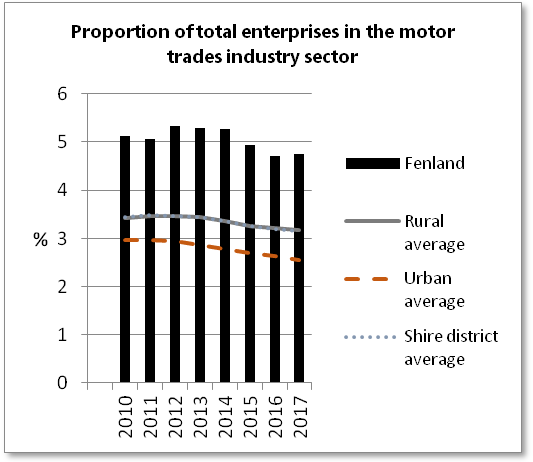 Proportion of total enterprises in the motor
trades industry sector
6
5
4
3
2
1
0
%
2010
2011
2012
2013
2014
2015
2016
2017
Fenland
Rural
average
Urban
average
Shire district
average